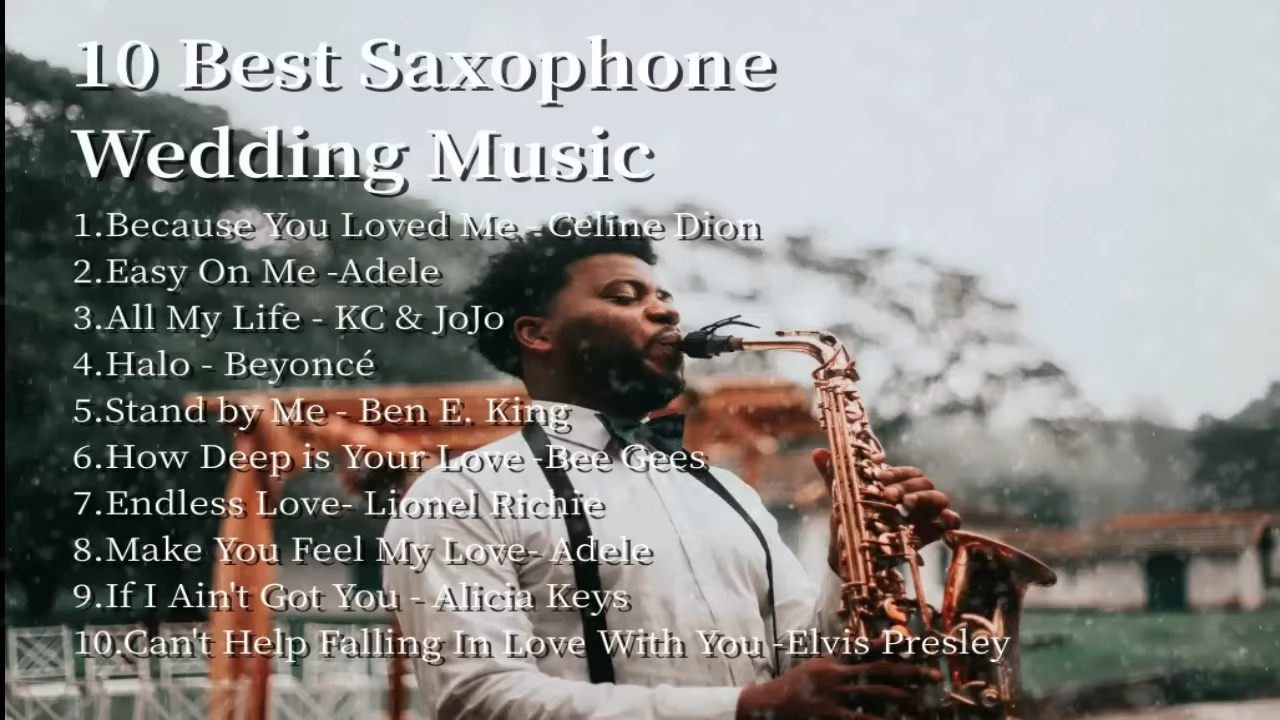 10 Best Saxophone
Wedding Music
1.Because You Loved Me - Celine Dion
2.Easy On Me -Adele
3.All My Life - KC & JoJo
4.Halo - Beyoncé
5.Stand by Me - Ben E. King
6.How Deep is Your Love -Bee Gees
7.Endless Love- Lionel Richie
8.Make You Feel My Love- Adele
9.If I Ain't Got You - Alicia Keys
10.Can't Help Falling In Love With You -Elvis Presley